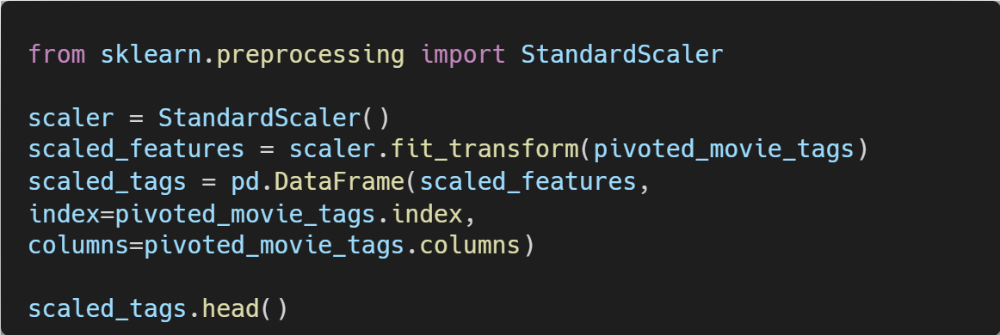 from sklearn.preprocessing import StandardScaler
scaler = StandardScaler()
scaled_features = scaler.fit_transform(pivoted_movie_tags)
scaled_tags = pd.DataFrame(scaled_features,
index=pivoted_movie_tags.index,
columns=pivoted_movie_tags.columns)
scaled_tags.head()